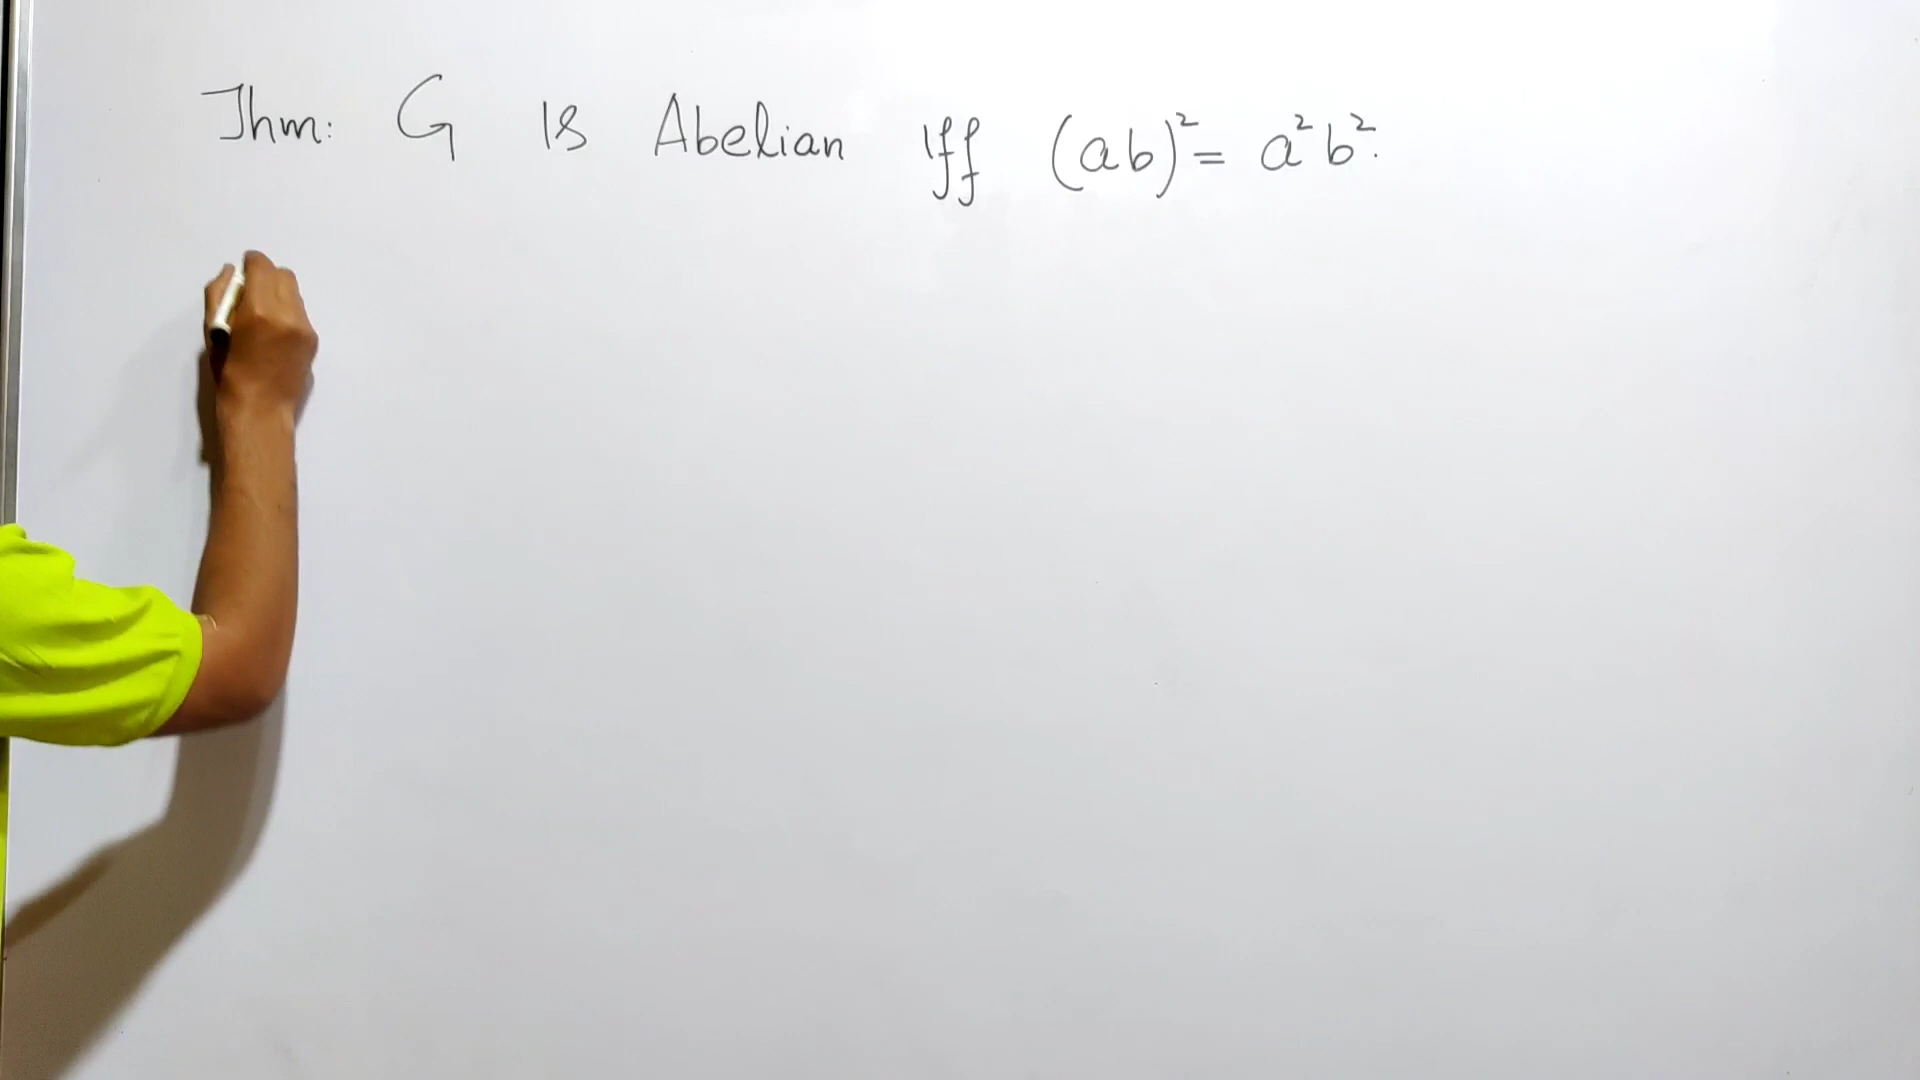 Thm: G is Abelian iff (ab)² = a²b².